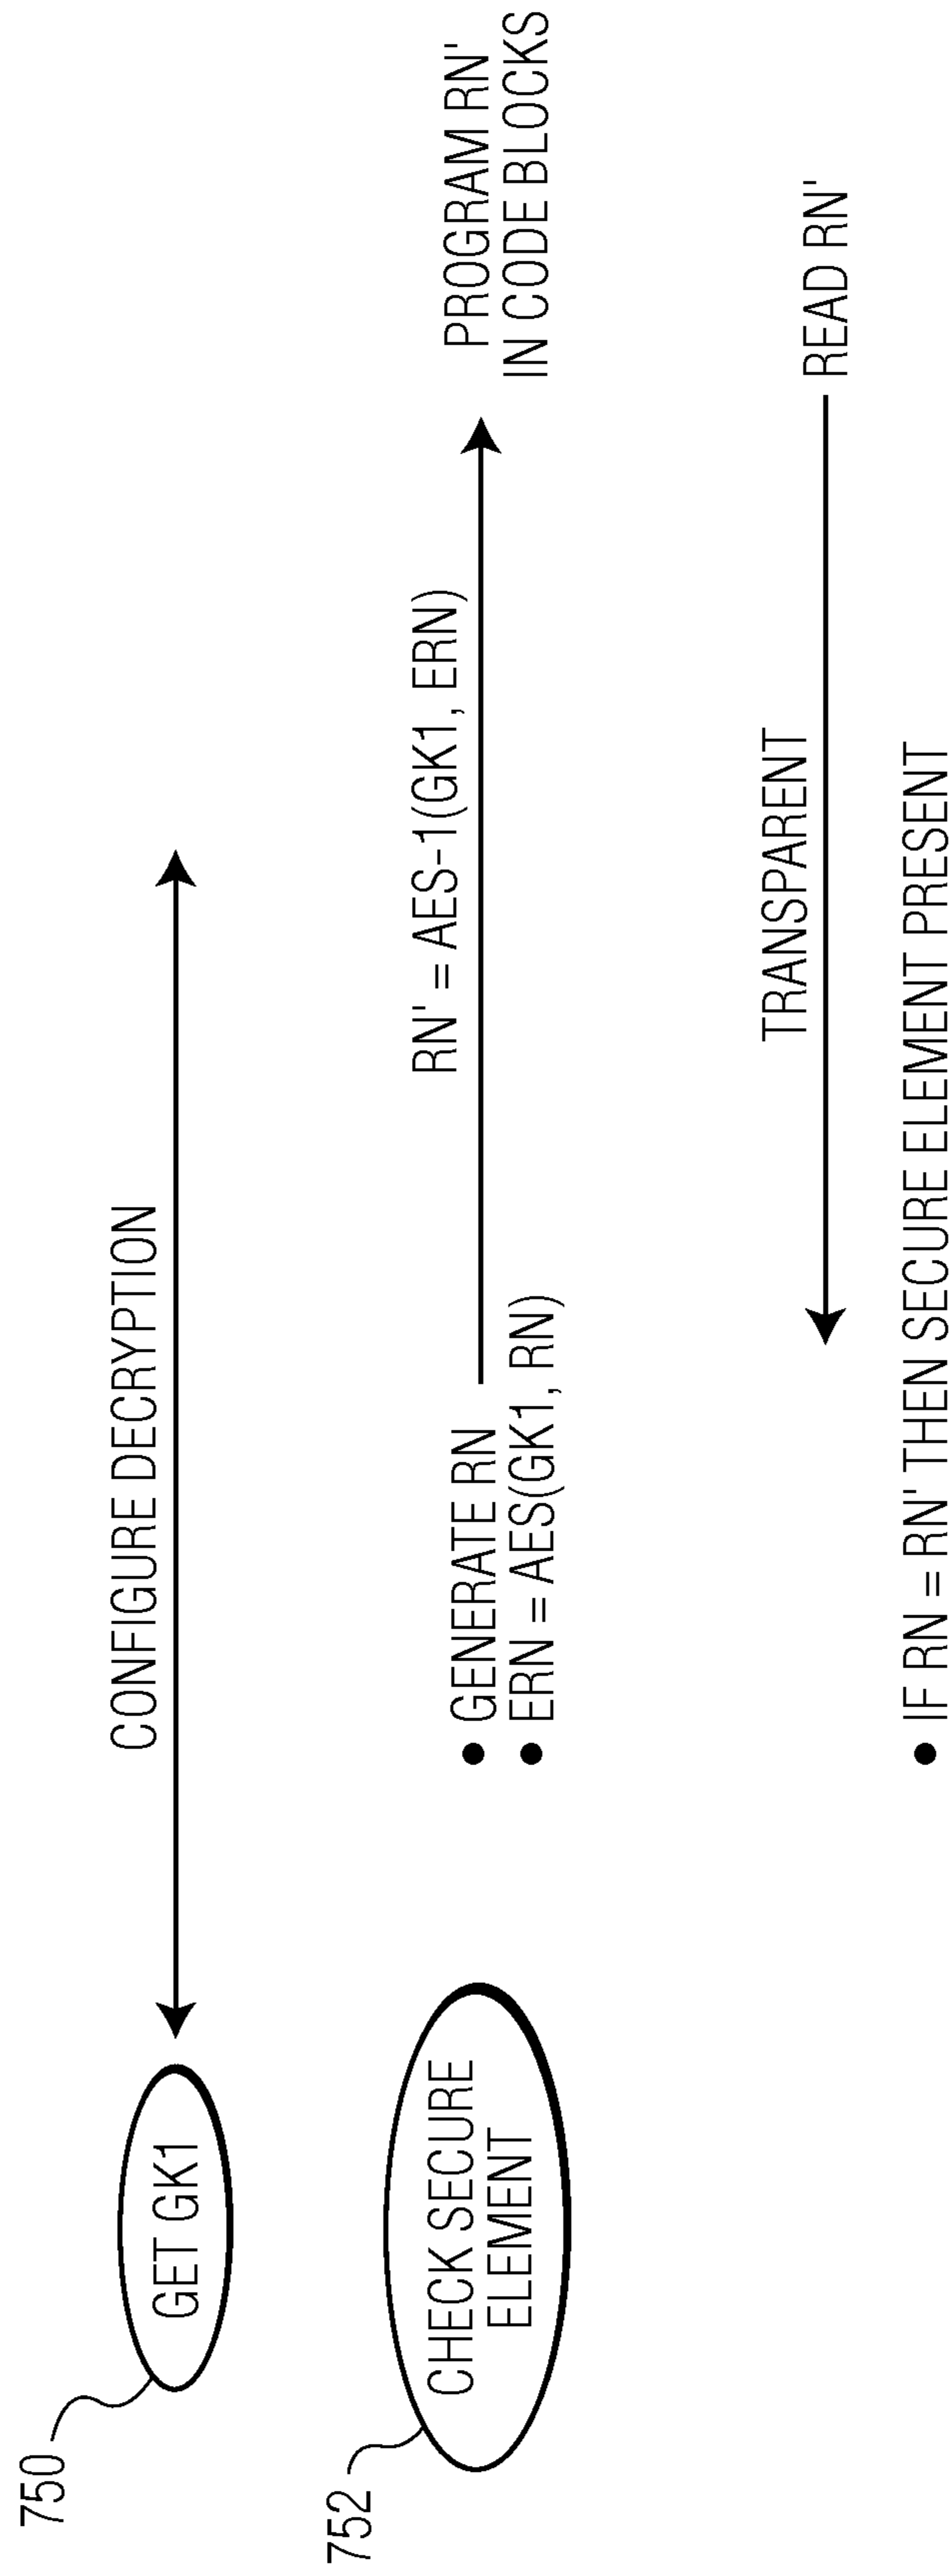 750
GET GK1
CONFIGURE DECRYPTION
752
CHECK SECURE
ELEMENT
• GENERATE RN
• ERN = AES(GK1, RN)
RN' = AES-1(GK1, ERN)
PROGRAM RN'
IN CODE BLOCKS
TRANSPARENT
READ RN'
• IF RN = RN' THEN SECURE ELEMENT PRESENT